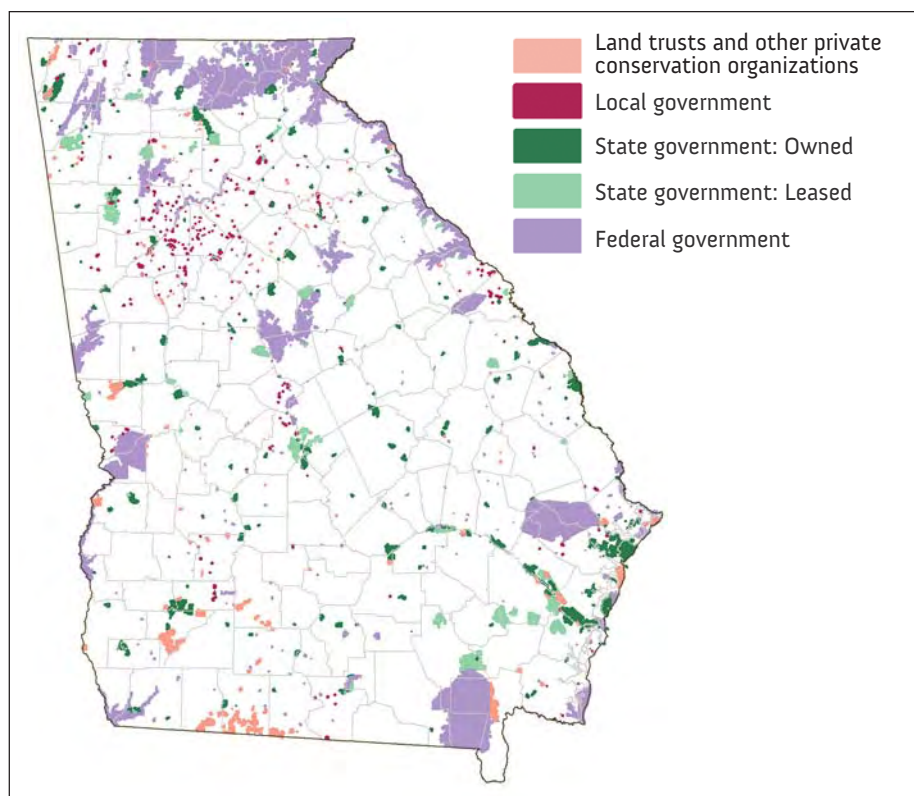 Land trusts and other private
conservation organizations
Local government
State government: Owned
State government: Leased
Federal government